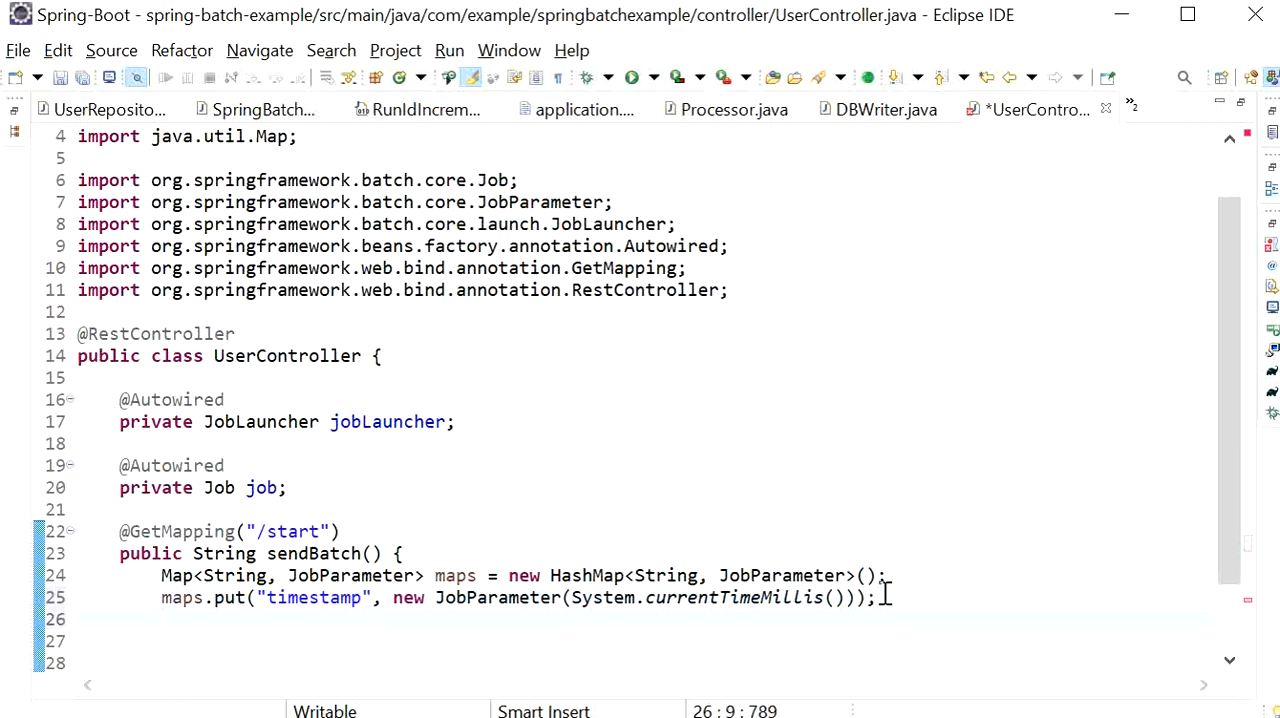 Spring-Boot - spring-batch-example/src/main/java/com/example/springbatchexample/controller/UserController.java - Eclipse IDE
File Edit Source Refactor Navigate Search Project Run Window Help
UserReposito... SpringBatch... RunIdIncrem... application.... Processor.java DBWriter.java *UserContro... »2
4 import java.util.Map;
5
6 import org.springframework.batch.core.Job;
7 import org.springframework.batch.core.JobParameter;
8 import org.springframework.batch.core.launch.JobLauncher;
9 import org.springframework.beans.factory.annotation.Autowired;
10 import org.springframework.web.bind.annotation.GetMapping;
11 import org.springframework.web.bind.annotation.RestController;
12
13 @RestController
14 public class UserController {
15
16 @Autowired
17 private JobLauncher jobLauncher;
18
19 @Autowired
20 private Job job;
21
22 @GetMapping("/start")
23 public String sendBatch() {
24 Map<String, JobParameter> maps = new HashMap<String, JobParameter>();
25 maps.put("timestamp", new JobParameter(System.currentTimeMillis()));
26
27
28
Writable Smart Insert 26 : 9 : 789